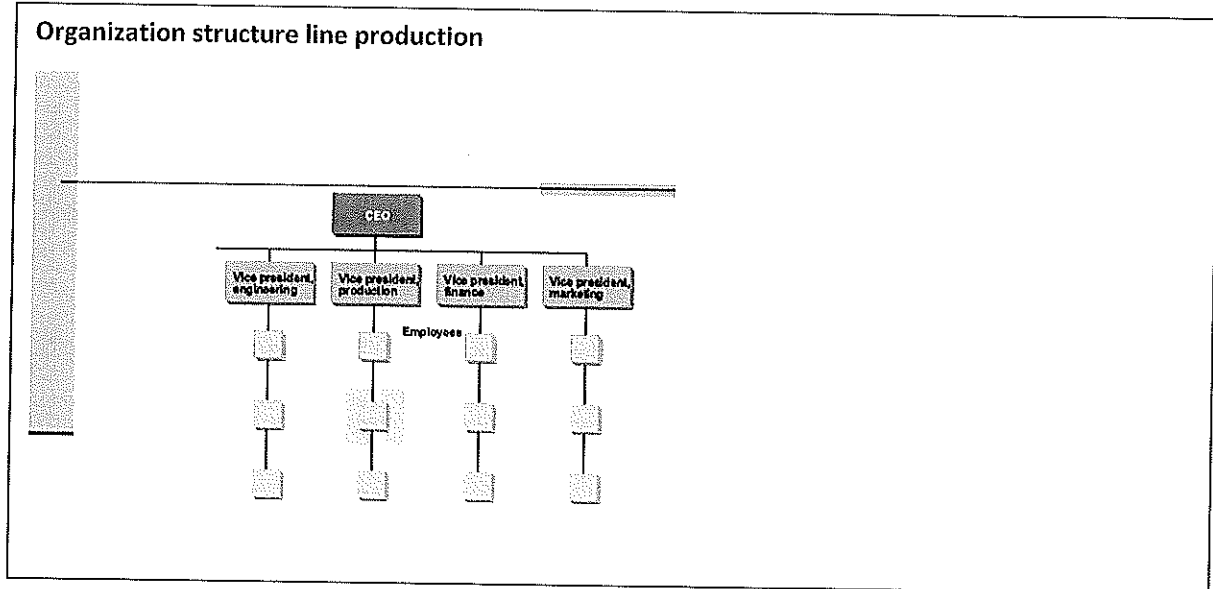 Organization structure line production
CEO
Vice president,
engineering
Vice president,
production
Vice president,
finance
Vice president,
marketing
Employees